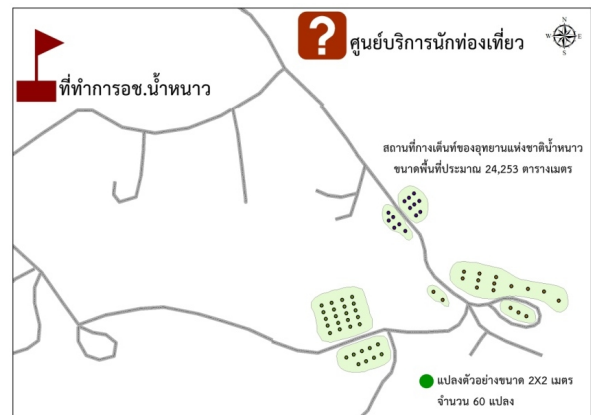 ?
ศูนย์บริการนักท่องเที่ยว
N
W E
S
ที่ทำการอช.น้ำหนาว
สถานที่กางเต็นท์ของอุทยานแห่งชาติน้ำหนาว
ขนาดพื้นที่ประมาณ 24,253 ตารางเมตร
แปลงตัวอย่างขนาด 2X2 เมตร
จำนวน 60 แปลง